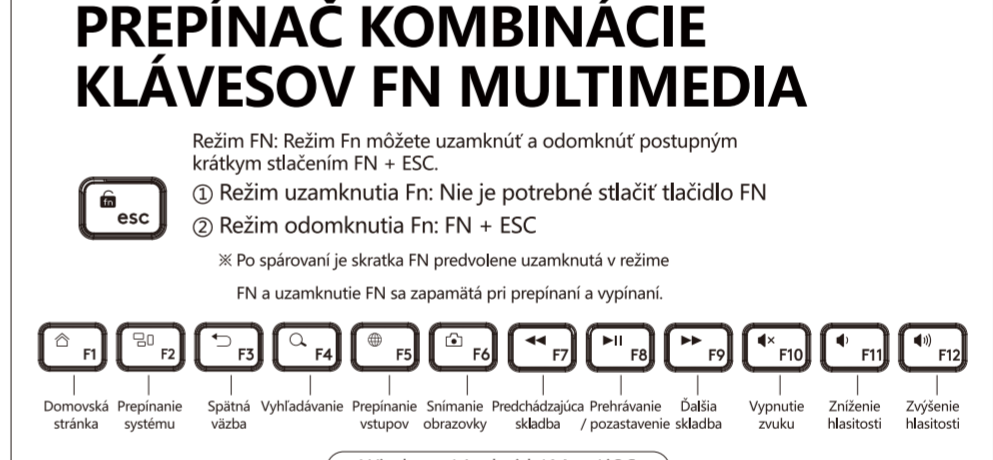 PREPÍNAČ KOMBINÁCIE
KLÁVESOV FN MULTIMEDIA
Režim FN: Režim Fn môžete uzamknúť a odomknúť postupným
krátkym stlačením FN + ESC.
fn
esc
① Režim uzamknutia Fn: Nie je potrebné stlačiť tlačidlo FN
② Režim odomknutia Fn: FN + ESC
※ Po spárovaní je skratka FN predvolene uzamknutá v režime
FN a uzamknutie FN sa zapamätá pri prepínaní a vypínaní.
F1 F2 F3 F4 F5 F6 F7 F8 F9 F10 F11 F12
Domovská Prepínanie Spätná Vyhľadávanie Prepínanie Snímanie Predchádzajúca Prehrávanie Ďalšia Vypnutie Zníženie Zvýšenie
stránka systému väzba vstupov obrazovky skladba / pozastavenie skladba zvuku hlasitosti hlasitosti